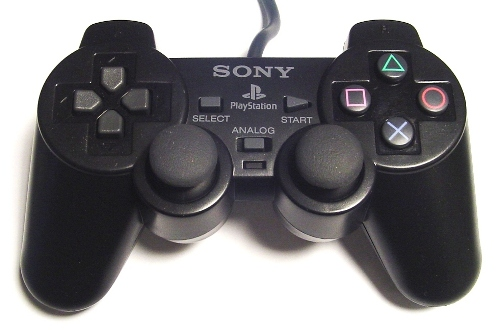 SONY
PlayStation
SELECT
START
ANALOG